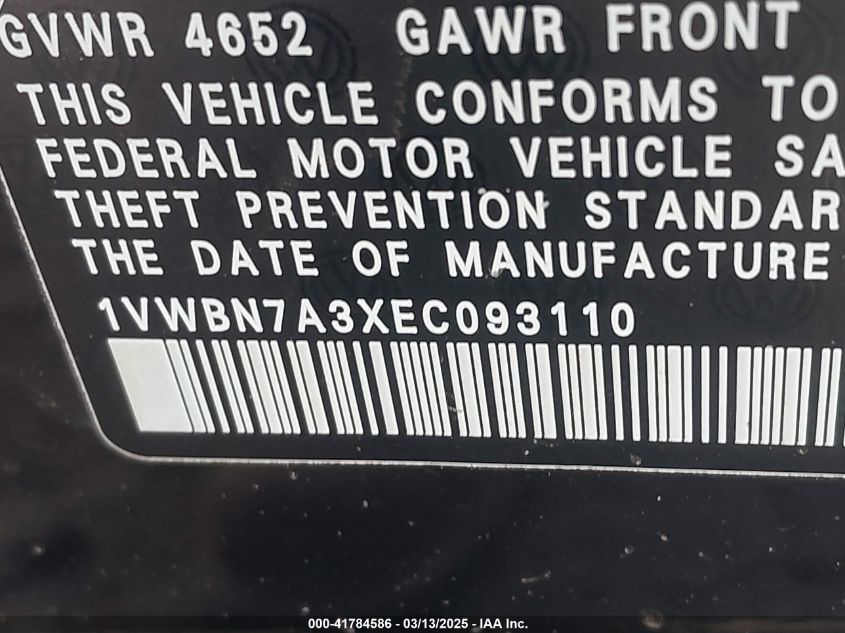 GVWR 4652 GAWR FRONT
THIS VEHICLE CONFORMS TO
FEDERAL MOTOR VEHICLE SA
THEFT PREVENTION STANDAR
THE DATE OF MANUFACTURE
1VWBN7A3XEC093110
000-41784586 - 03/13/2025 - IAA Inc.